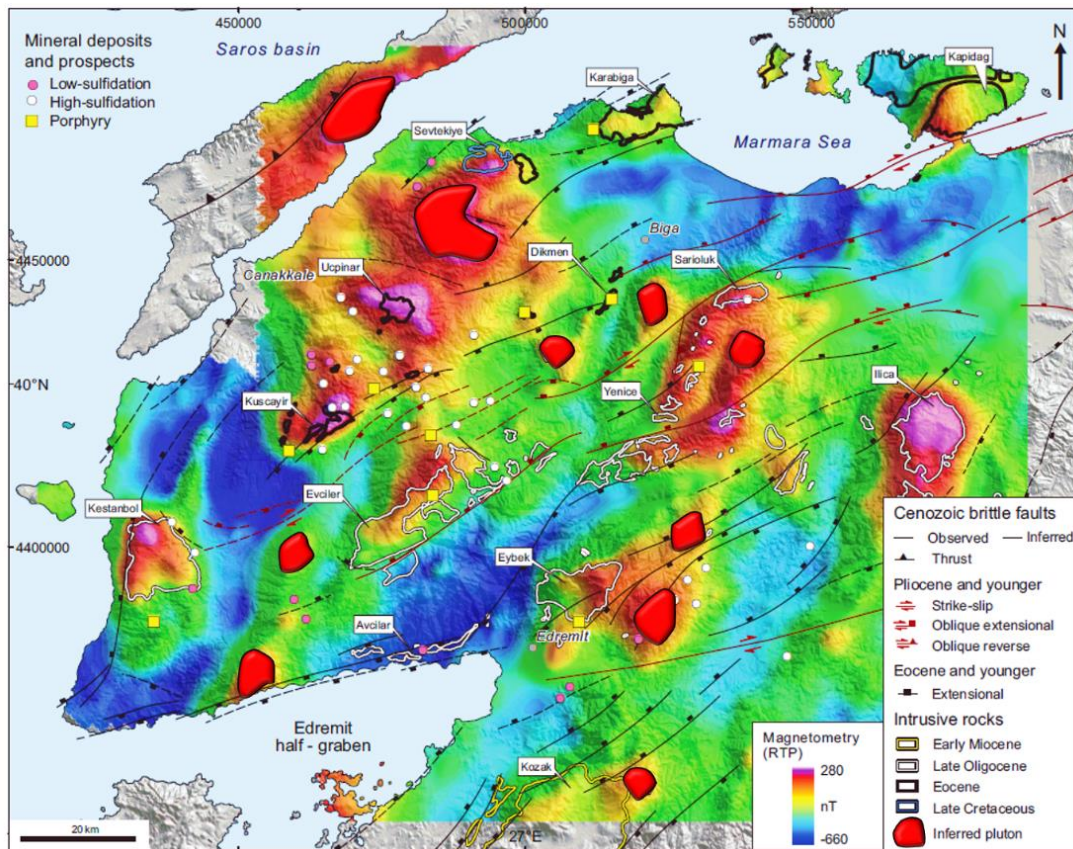 450000
500000
550000
Saros basin
N
Mineral deposits
and prospects
Low-sulfidation
High-sulfidation
Porphyry
Karabiga
Kapidag
Sevtekiye
Marmara Sea
Biga
Dikmen
Sarioluk
4450000
Canakkale
Ucpinar
40°N
Kuscayir
Yenice
Ilica
Kestanbol
Evciler
4400000
Eybek
Avcilar
Edremit
Edremit
half - graben
Kozak
27°E
20 km
Magnetometry
(RTP)
280
nT
-660
Cenozoic brittle faults
Observed
Inferred
Thrust
Pliocene and younger
Strike-slip
Oblique extensional
Oblique reverse
Eocene and younger
Extensional
Intrusive rocks
Early Miocene
Late Oligocene
Eocene
Late Cretaceous
Inferred pluton